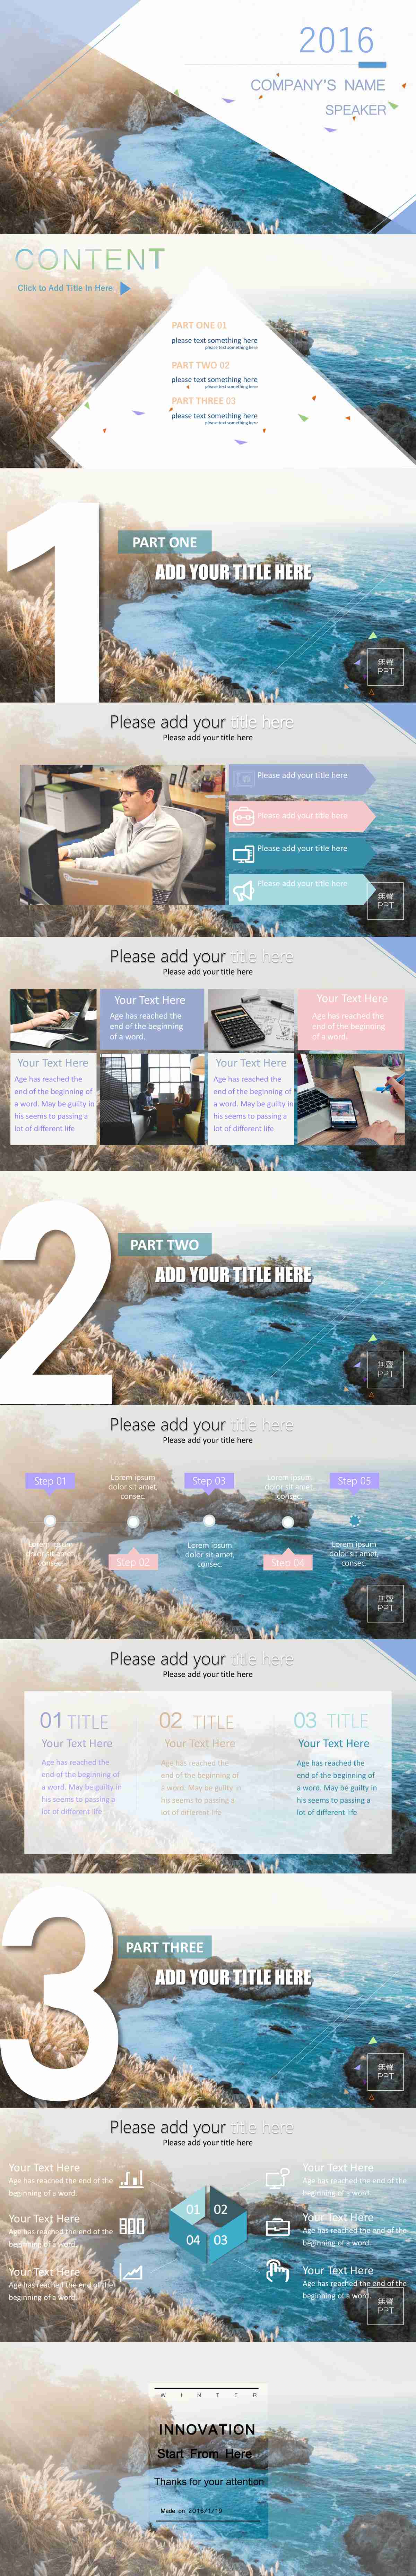 2016
COMPANY'S NAME
SPEAKER
CONTENT
Click to Add Title In Here
PART ONE 01
please text something here
please text something here
PART TWO 02
please text something here
please text something here
PART THREE 03
please text something here
please text something here
1
PART ONE
ADD YOUR TITLE HERE
無聲
PPT
Please add your title here
Please add your title here
Please add your title here
Please add your title here
Please add your title here
Please add your title here
無聲
PPT
Please add your title here
Please add your title here
Your Text Here
Age has reached the
end of the beginning
of a word.
Your Text Here
Age has reached the
end of the beginning
of a word.
Your Text Here
Age has reached the
end of the beginning of
a word. May be guilty in
his seems to passing a
lot of different life
Your Text Here
Age has reached the
end of the beginning of
a word. May be guilty in
his seems to passing a
lot of different life
2
PART TWO
ADD YOUR TITLE HERE
無聲
PPT
Please add your title here
Please add your title here
Step 01
Lorem ipsum
dolor sit amet,
consec.
Step 03
Lorem ipsum
dolor sit amet,
consec.
Step 05
Lorem ipsum
dolor sit amet,
consec.
Step 02
Lorem ipsum
dolor sit amet,
consec.
Step 04
Lorem ipsum
dolor sit amet,
consec.
無聲
PPT
Please add your title here
Please add your title here
01 TITLE
Your Text Here
Age has reached the
end of the beginning of
a word. May be guilty in
his seems to passing a
lot of different life
02 TITLE
Your Text Here
Age has reached the
end of the beginning of
a word. May be guilty in
his seems to passing a
lot of different life
03 TITLE
Your Text Here
Age has reached the
end of the beginning of
a word. May be guilty in
his seems to passing a
lot of different life
3
PART THREE
ADD YOUR TITLE HERE
無聲
PPT
Please add your title here
Please add your title here
Your Text Here
Age has reached the end of the
beginning of a word.
Your Text Here
Age has reached the end of the
beginning of a word.
Your Text Here
Age has reached the end of the
beginning of a word.
01
02
04
03
Your Text Here
Age has reached the end of the
beginning of a word.
Your Text Here
Age has reached the end of the
beginning of a word.
Your Text Here
Age has reached the end of the
beginning of a word.
無聲
PPT
WINTER
INNOVATION
Start From Here
Thanks for your attention
Made on 2016/1/19